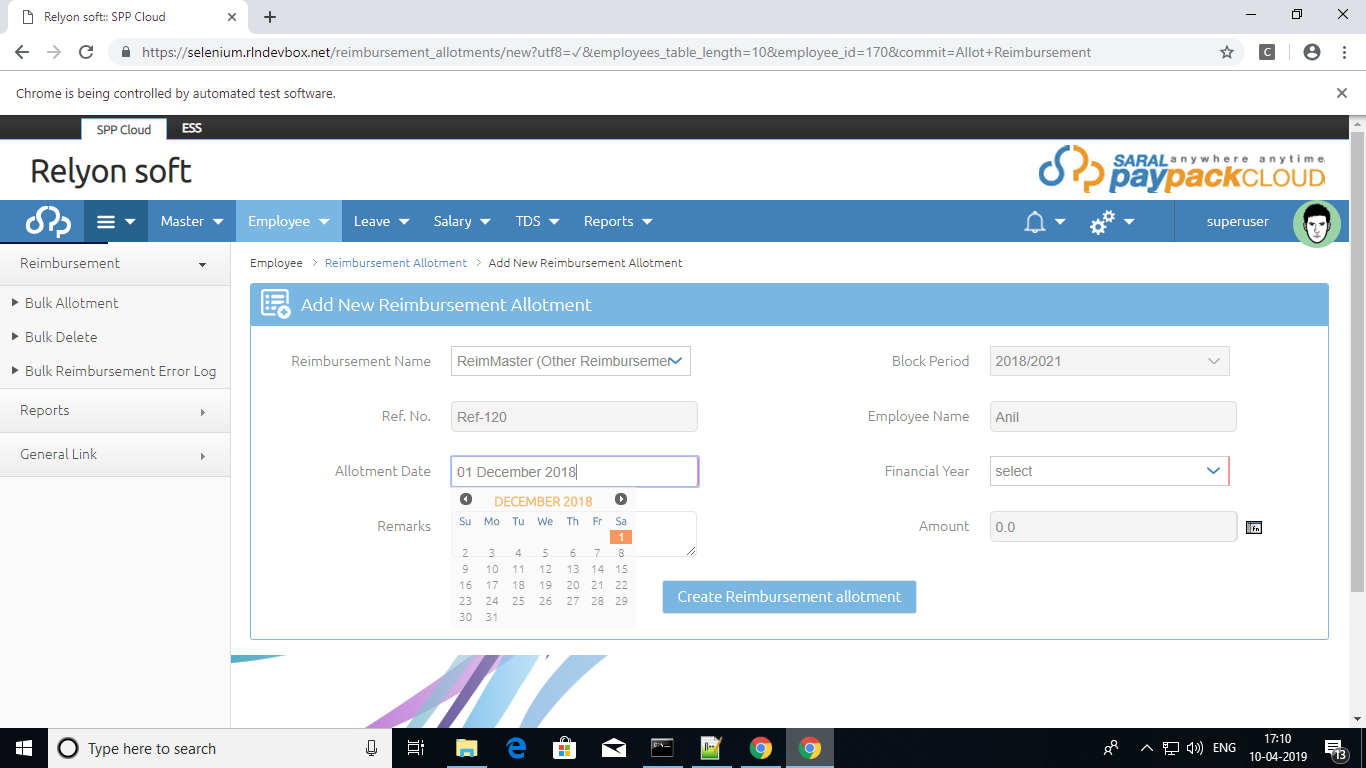 Relyon soft:: SPP Cloud
https://selenium.rlndevbox.net/reimbursement_allotments/new?utf8=✓&employees_table_length=10&employee_id=170&commit=Allot+Reimbursement
C
Chrome is being controlled by automated test software.
SPP Cloud ESS
Relyon soft
SARAL anywhere anytime
paypackCLOUD
Master Employee Leave Salary TDS Reports superuser
Reimbursement
Bulk Allotment
Bulk Delete
Bulk Reimbursement Error Log
Reports
General Link
Employee > Reimbursement Allotment > Add New Reimbursement Allotment
Add New Reimbursement Allotment
Reimbursement Name ReimMaster (Other Reimbursemer Block Period 2018/2021
Ref. No. Ref-120 Employee Name Anil
Allotment Date 01 December 2018 Financial Year select
Remarks Amount 0.0 fn
DECEMBER 2018
Su Mo Tu We Th Fr Sa
1
2 3 4 5 6 7 8
9 10 11 12 13 14 15
16 17 18 19 20 21 22
23 24 25 26 27 28 29
30 31
Create Reimbursement allotment
Type here to search
ENG
17:10
10-04-2019
13